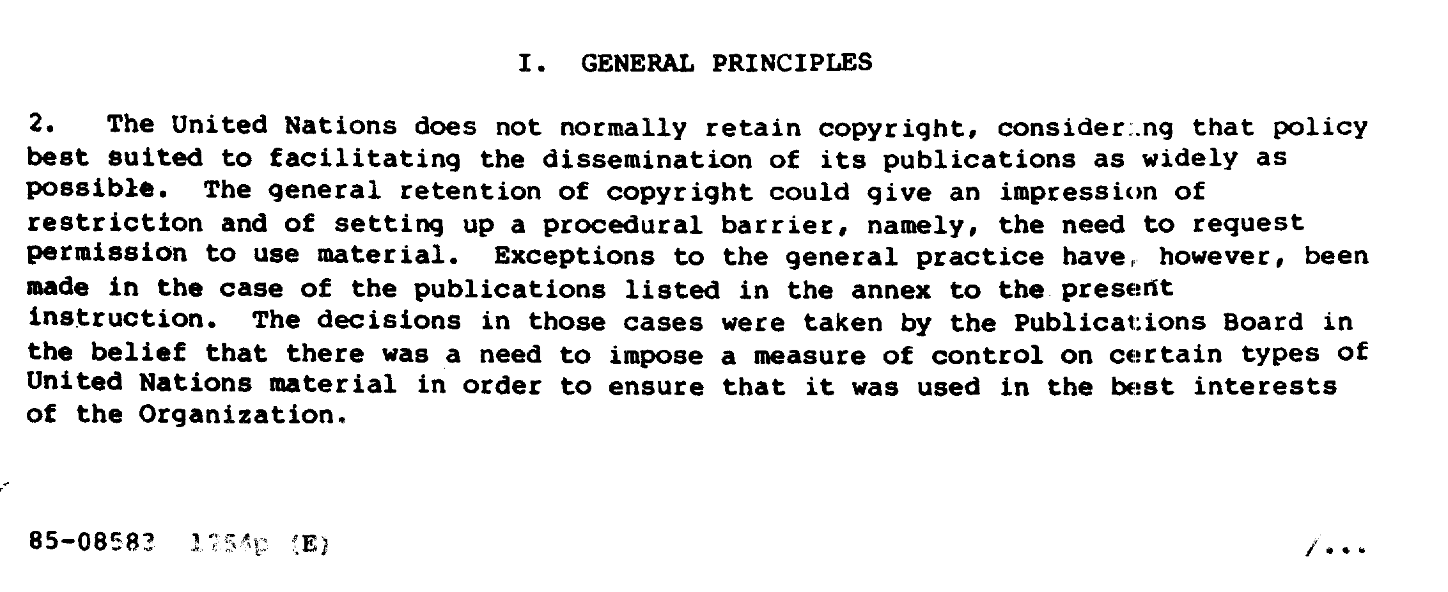 I. GENERAL PRINCIPLES
2. The United Nations does not normally retain copyright, considering that policy
best suited to facilitating the dissemination of its publications as widely as
possible. The general retention of copyright could give an impression of
restriction and of setting up a procedural barrier, namely, the need to request
permission to use material. Exceptions to the general practice have, however, been
made in the case of the publications listed in the annex to the present
instruction. The decisions in those cases were taken by the Publications Board in
the belief that there was a need to impose a measure of control on certain types of
United Nations material in order to ensure that it was used in the best interests
of the Organization.
(E)
/...